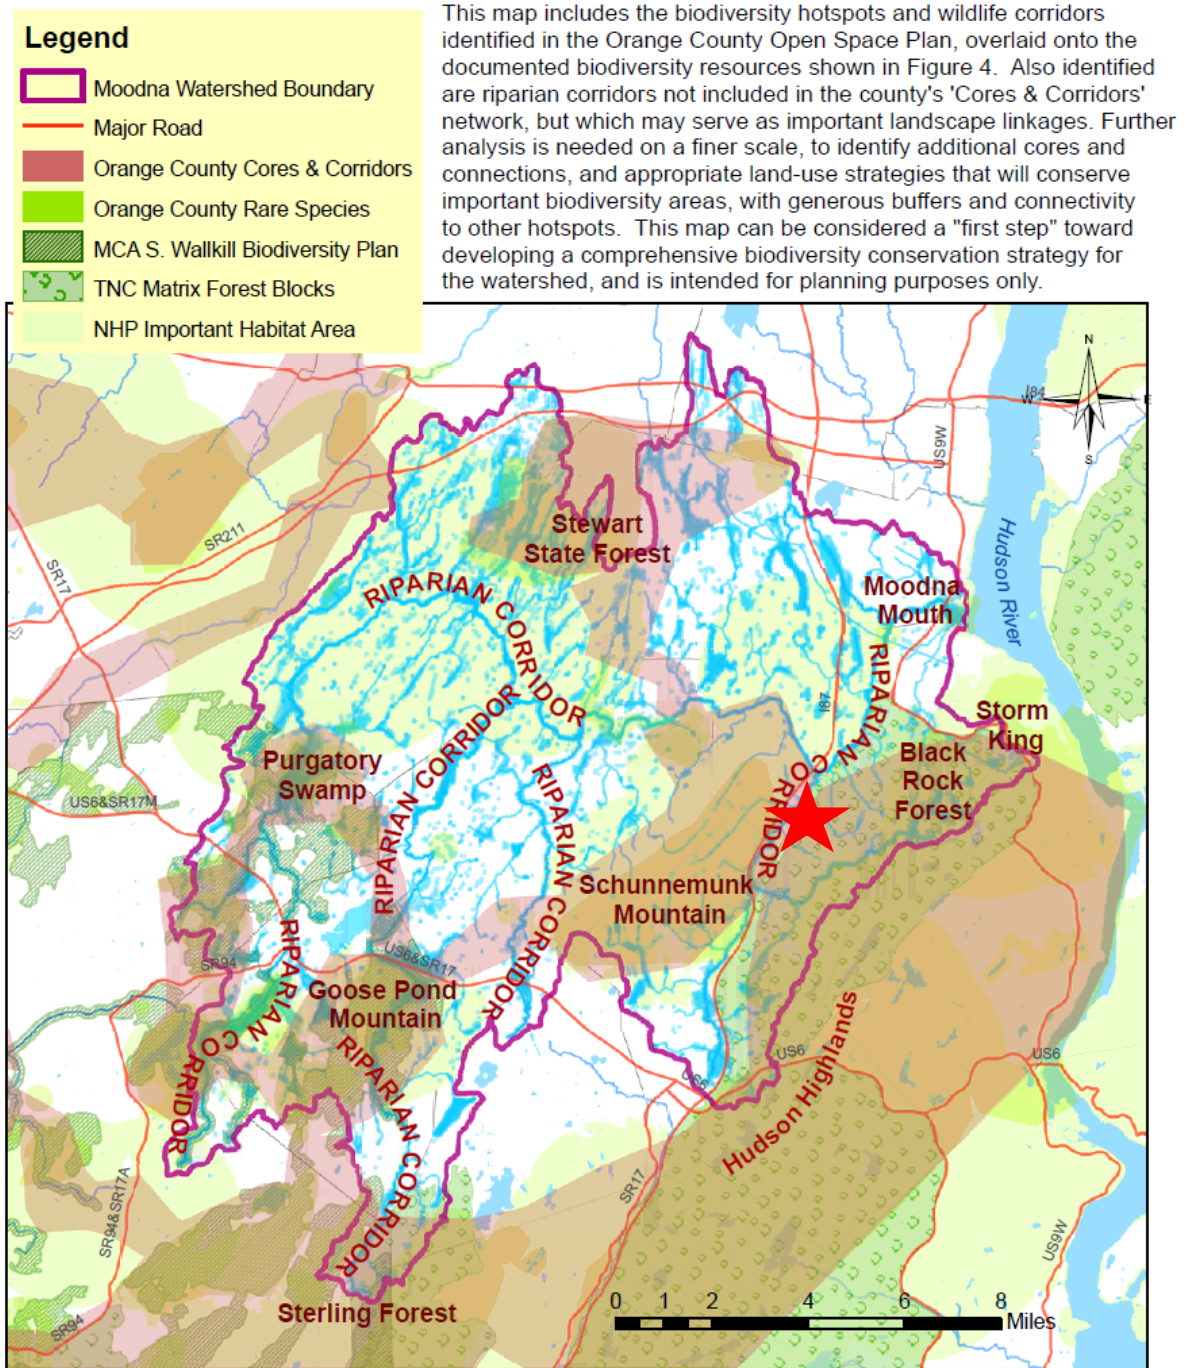 Legend
Moodna Watershed Boundary
Major Road
Orange County Cores & Corridors
Orange County Rare Species
MCA S. Wallkill Biodiversity Plan
TNC Matrix Forest Blocks
NHP Important Habitat Area
This map includes the biodiversity hotspots and wildlife corridors
identified in the Orange County Open Space Plan, overlaid onto the
documented biodiversity resources shown in Figure 4.  Also identified
are riparian corridors not included in the county's 'Cores & Corridors'
network, but which may serve as important landscape linkages. Further
analysis is needed on a finer scale, to identify additional cores and
connections, and appropriate land-use strategies that will conserve
important biodiversity areas, with generous buffers and connectivity
to other hotspots.  This map can be considered a "first step" toward
developing a comprehensive biodiversity conservation strategy for
the watershed, and is intended for planning purposes only.
N
W
E
S
I84
US9W
SR211
SR17
Stewart
State Forest
Hudson River
Moodna
Mouth
RIPARIAN CORRIDOR
RIPARIAN CORRIDOR
RIPARIAN CORRIDOR
RIPARIAN CORRIDOR
I87
Storm
King
Black
Rock
Forest
Purgatory
Swamp
US6&SR17M
Schunnemunk
Mountain
US6&SR17
SR94
Goose Pond
Mountain
RIPARIAN CORRIDOR
RIPARIAN CORRIDOR
US6
US6
US6
Hudson Highlands
SR17
SR94&SR17A
US9W
Sterling Forest
SR94
0 1 2 4 6 8
Miles